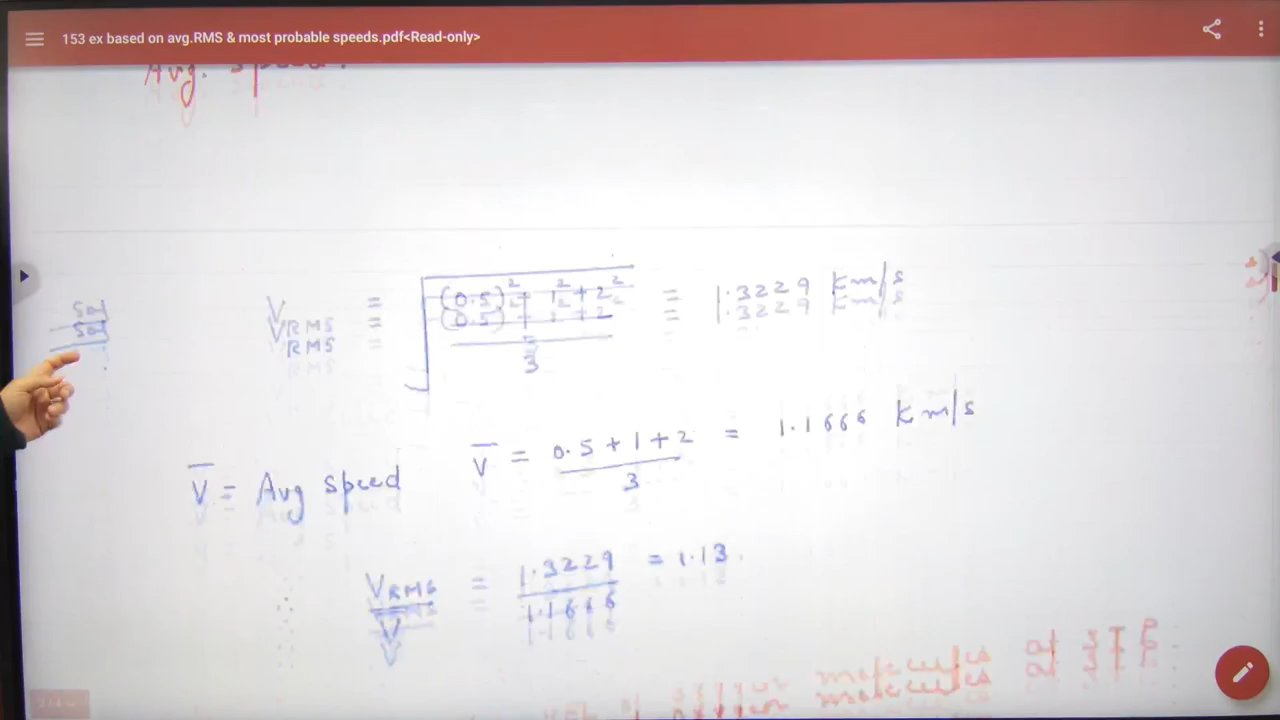 153 ex based on avg.RMS & most probable speeds.pdf<Read-only>
Avg. speed.
Sol
V RMS = √ (0.5)² + 1² + 2² / 3 = 1.3229 km/s
V̅ = Avg speed V̅ = 0.5 + 1 + 2 / 3 = 1.1666 km/s
V RMS / V̅ = 1.3229 / 1.1666 = 1.13
molecules at STP